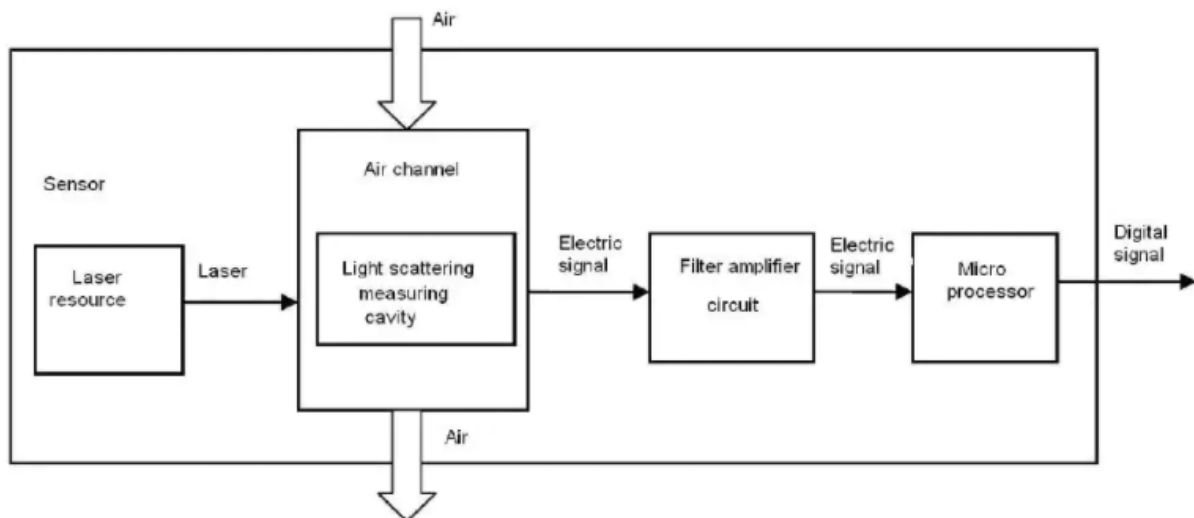 Air
Air channel
Sensor
Laser
resource
Laser
Light scattering
measuring
cavity
Electric
signal
Filter amplifier
circuit
Electric
signal
Micro
processor
Digital
signal
Air